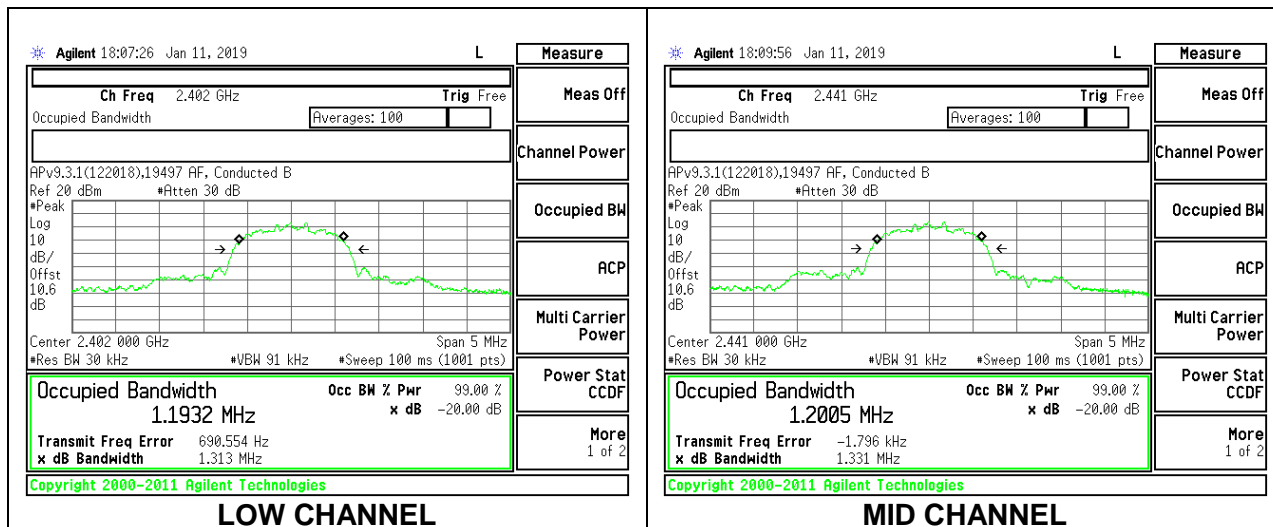 Agilent 18:07:26 Jan 11, 2019 L
Measure
Ch Freq 2.402 GHz Trig Free
Occupied Bandwidth Averages: 100
APv9.3.1(122018),19497 AF, Conducted B
Ref 20 dBm #Atten 30 dB
#Peak
Log
10
dB/
Offst
10.6
dB
Center 2.402 000 GHz Span 5 MHz
#Res BW 30 kHz #VBW 91 kHz #Sweep 100 ms (1001 pts)
Occupied Bandwidth Occ BW % Pwr 99.00 %
1.1932 MHz x dB -20.00 dB
Transmit Freq Error 690.554 Hz
x dB Bandwidth 1.313 MHz
Copyright 2000-2011 Agilent Technologies
Meas Off
Channel Power
Occupied BW
ACP
Multi Carrier
Power
Power Stat
CCDF
More
1 of 2
LOW CHANNEL
Agilent 18:09:56 Jan 11, 2019 L
Measure
Ch Freq 2.441 GHz Trig Free
Occupied Bandwidth Averages: 100
APv9.3.1(122018),19497 AF, Conducted B
Ref 20 dBm #Atten 30 dB
#Peak
Log
10
dB/
Offst
10.6
dB
Center 2.441 000 GHz Span 5 MHz
#Res BW 30 kHz #VBW 91 kHz #Sweep 100 ms (1001 pts)
Occupied Bandwidth Occ BW % Pwr 99.00 %
1.2005 MHz x dB -20.00 dB
Transmit Freq Error -1.796 kHz
x dB Bandwidth 1.331 MHz
Copyright 2000-2011 Agilent Technologies
Meas Off
Channel Power
Occupied BW
ACP
Multi Carrier
Power
Power Stat
CCDF
More
1 of 2
MID CHANNEL